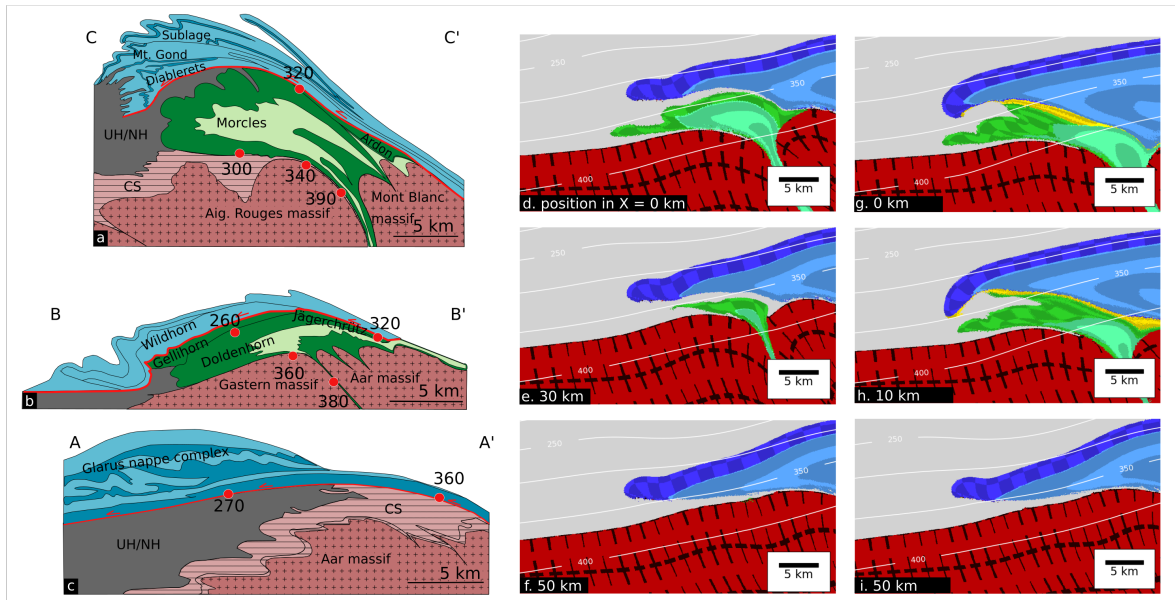 C
C'
Sublage
Mt. Gond
Diablerets
320
UH/NH
Morcles
Ardon
300
340
CS
390
Aig. Rouges massif
Mont Blanc
massif
5 km
a
B
B'
260
Jägerchrütz
320
Wildhorn
Gellihorn
Doldenhorn
360
Gastern massif
Aar massif
380
5 km
b
A
A'
Glarus nappe complex
360
270
CS
UH/NH
Aar massif
5 km
c
250
350
400
5 km
d. position in X = 0 km
250
350
400
5 km
g. 0 km
250
350
400
5 km
e. 30 km
250
350
400
5 km
h. 10 km
250
350
400
5 km
f. 50 km
250
350
400
5 km
i. 50 km